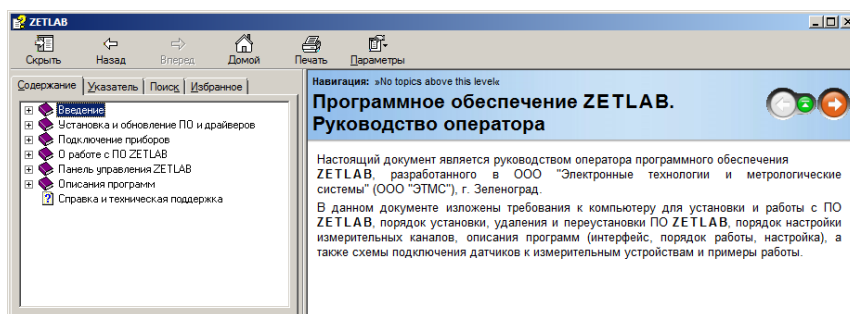 ZETLAB
Скрыть Назад Вперед Домой Печать Параметры
Содержание Указатель Поиск Избранное
Введение
Установка и обновление ПО и драйверов
Подключение приборов
О работе с ПО ZETLAB
Панель управления ZETLAB
Описания программ
Справка и техническая поддержка
Навигация: »No topics above this level«
Программное обеспечение ZETLAB.
Руководство оператора
Настоящий документ является руководством оператора программного обеспечения
ZETLAB, разработанного в ООО "Электронные технологии и метрологические
системы" (ООО "ЭТМС"), г. Зеленоград.
В данном документе изложены требования к компьютеру для установки и работы с ПО
ZETLAB, порядок установки, удаления и переустановки ПО ZETLAB, порядок настройки
измерительных каналов, описания программ (интерфейс, порядок работы, настройка), а
также схемы подключения датчиков к измерительным устройствам и примеры работы.